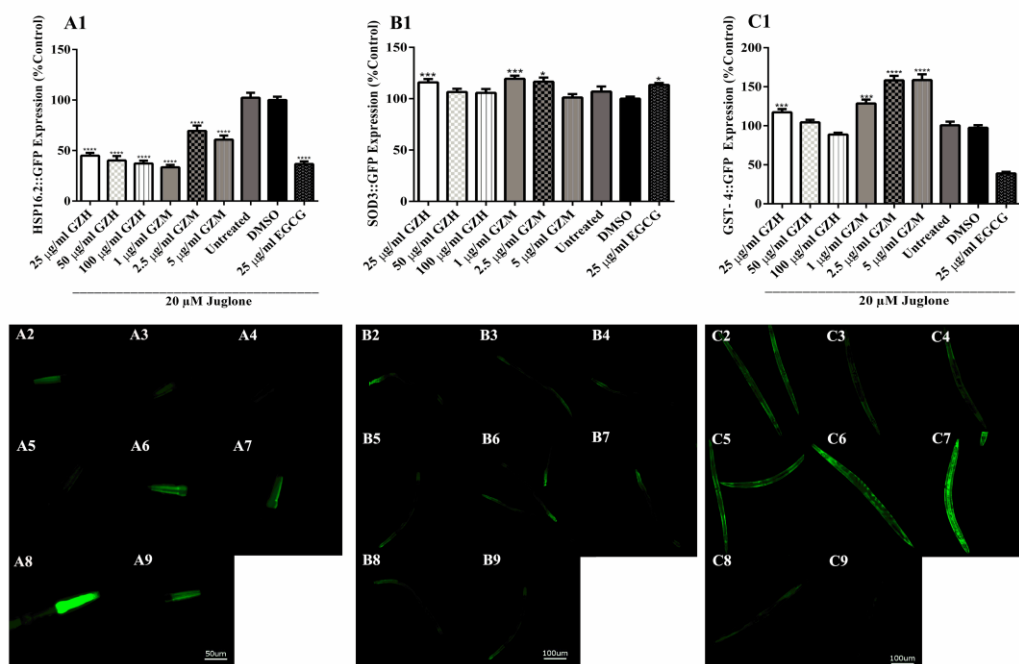 A1
HSP16.2::GFP Expression (%Control)
150
100
50
0
****
****
****
****
****
****
****
25 µg/ml GZH
50 µg/ml GZH
100 µg/ml GZH
1 µg/ml GZM
2.5 µg/ml GZM
5 µg/ml GZM
Untreated
DMSO
25 µg/ml EGCG
20 µM Juglone
B1
SOD3::GFP Expression (%Control)
150
100
50
0
***
***
*
*
25 µg/ml GZH
50 µg/ml GZH
100 µg/ml GZH
1 µg/ml GZM
2.5 µg/ml GZM
5 µg/ml GZM
Untreated
DMSO
25 µg/ml EGCG
C1
GST- 4::GFP Expression (%Control)
200
150
100
50
0
***
***
****
****
25 µg/ml GZH
50 µg/ml GZH
100 µg/ml GZH
1 µg/ml GZM
2.5 µg/ml GZM
5 µg/ml GZM
Untreated
DMSO
25 µg/ml EGCG
20 µM Juglone
A2 A3 A4
A5 A6 A7
A8 A9
50um
B2 B3 B4
B5 B6 B7
B8 B9
100um
C2 C3 C4
C5 C6 C7
C8 C9
100um